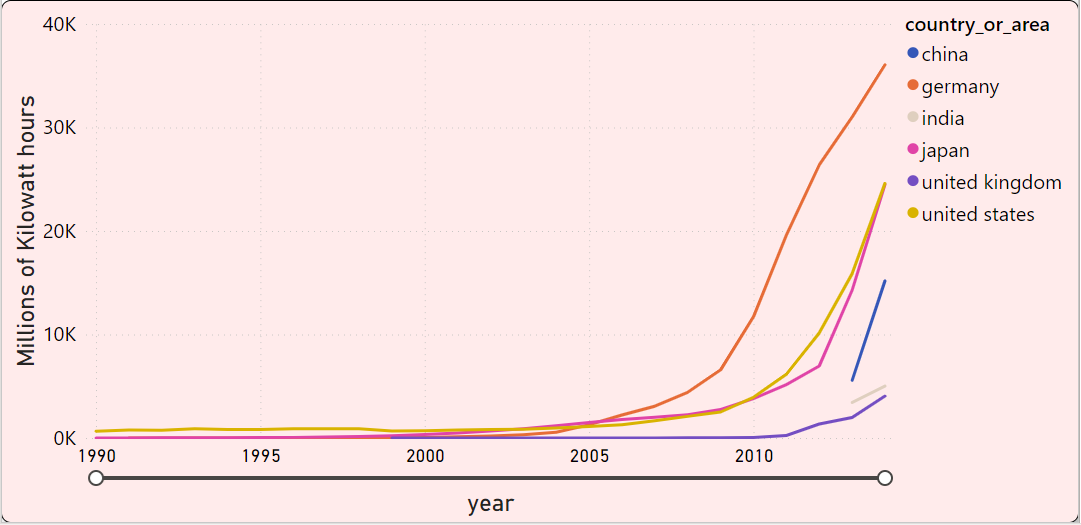 40K
30K
20K
10K
0K
Millions of Kilowatt hours
1990 1995 2000 2005 2010
year
country_or_area
china
germany
india
japan
united kingdom
united states